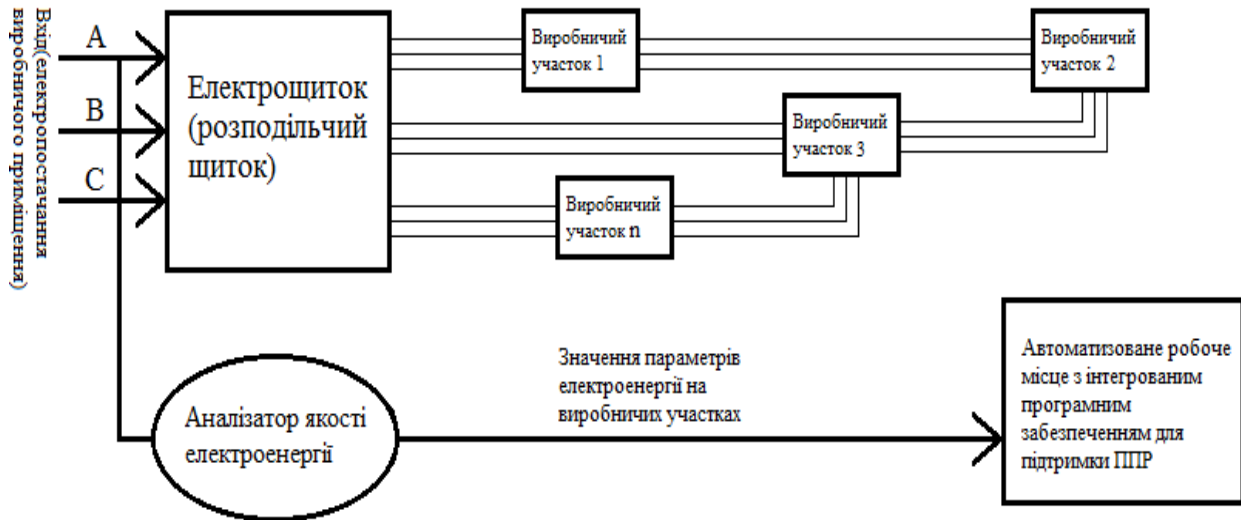 Вхід(електропостачання
виробничого приміщення)
A
B
C
Електрощиток
(розподільчий
щиток)
Виробничий
участок 1
Виробничий
участок 2
Виробничий
участок 3
Виробничий
участок n
Аналізатор якості
електроенергії
Значення параметрів
електроенергії на
виробничих участках
Автоматизоване робоче
місце з інтегрованим
програмним
забезпеченням для
підтримки ППР